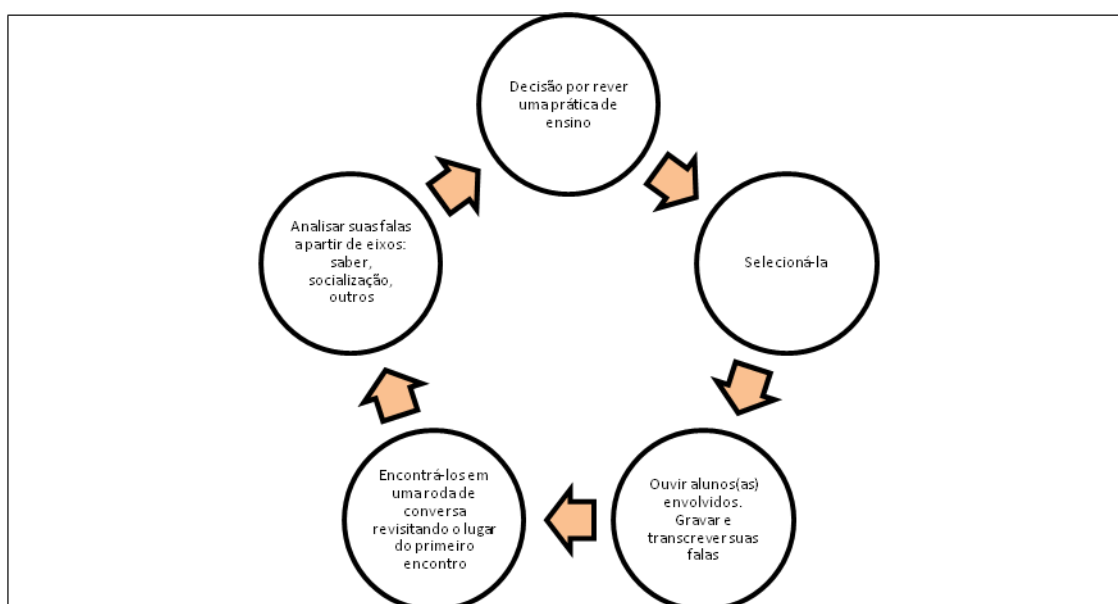 Decisão por rever
uma prática de
ensino
Selecioná-la
Ouvir alunos(as)
envolvidos.
Gravar e
transcrever suas
falas
Encontrá-los em
uma roda de
conversa
revisitando o lugar
do primeiro
encontro
Analisar suas falas
a partir de eixos:
saber,
socialização,
outros